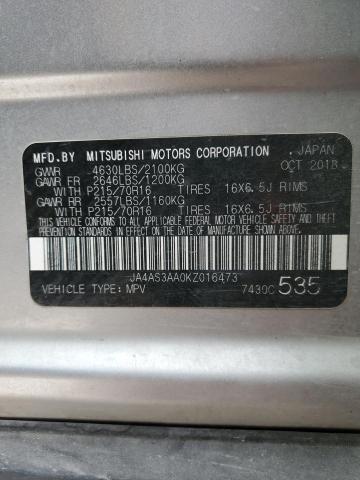 MFD.BY MITSUBISHI MOTORS CORPORATION , JAPAN
GVWR 4630LBS/2100KG OCT 2018
GAWR FR 2646LBS/1200KG
WITH P215/70R16 TIRES 16X6.5J RIMS
GAWR RR 2557LBS/1160KG
WITH P215/70R16 TIRES 16X6.5J RIMS
THIS VEHICLE CONFORMS TO ALL APPLICABLE FEDERAL
MOTOR VEHICLE SAFETY AND THEFT PREVENTION STANDARDS
IN EFFECT ON THE DATE OF MANUFACTURE SHOWN ABOVE.
JA4AS3AA0KZ016473
VEHICLE TYPE: MPV 7430C 535